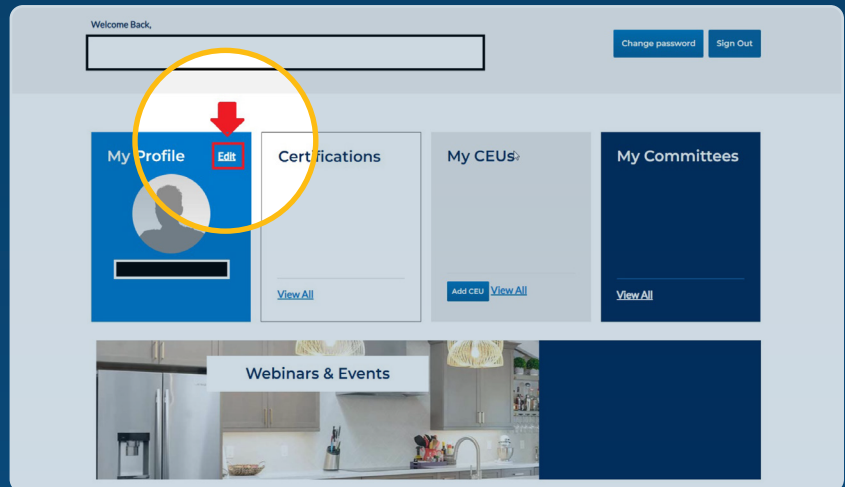 Welcome Back,
Change password
Sign Out
My Profile
Edit
Certifications
My CEUs
My Committees
View All
Add CEU
View All
View All
Webinars & Events